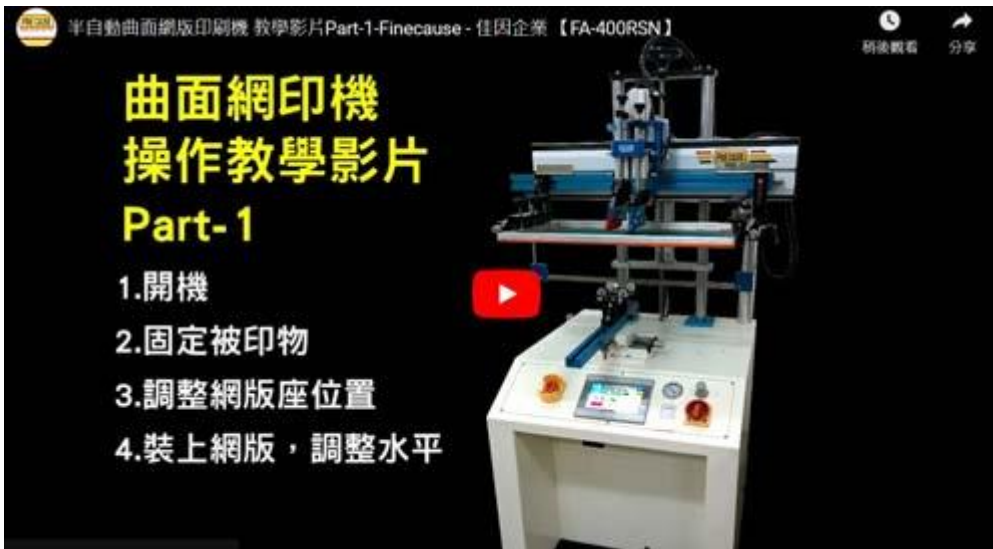 半自動曲面網版印刷機 教學影片Part-1-Finecause - 佳因企業 【FA-400RSN】
稍後觀看
分享
曲面網印機
操作教學影片
Part-1
1.開機
2.固定被印物
3.調整網版座位置
4.裝上網版，調整水平